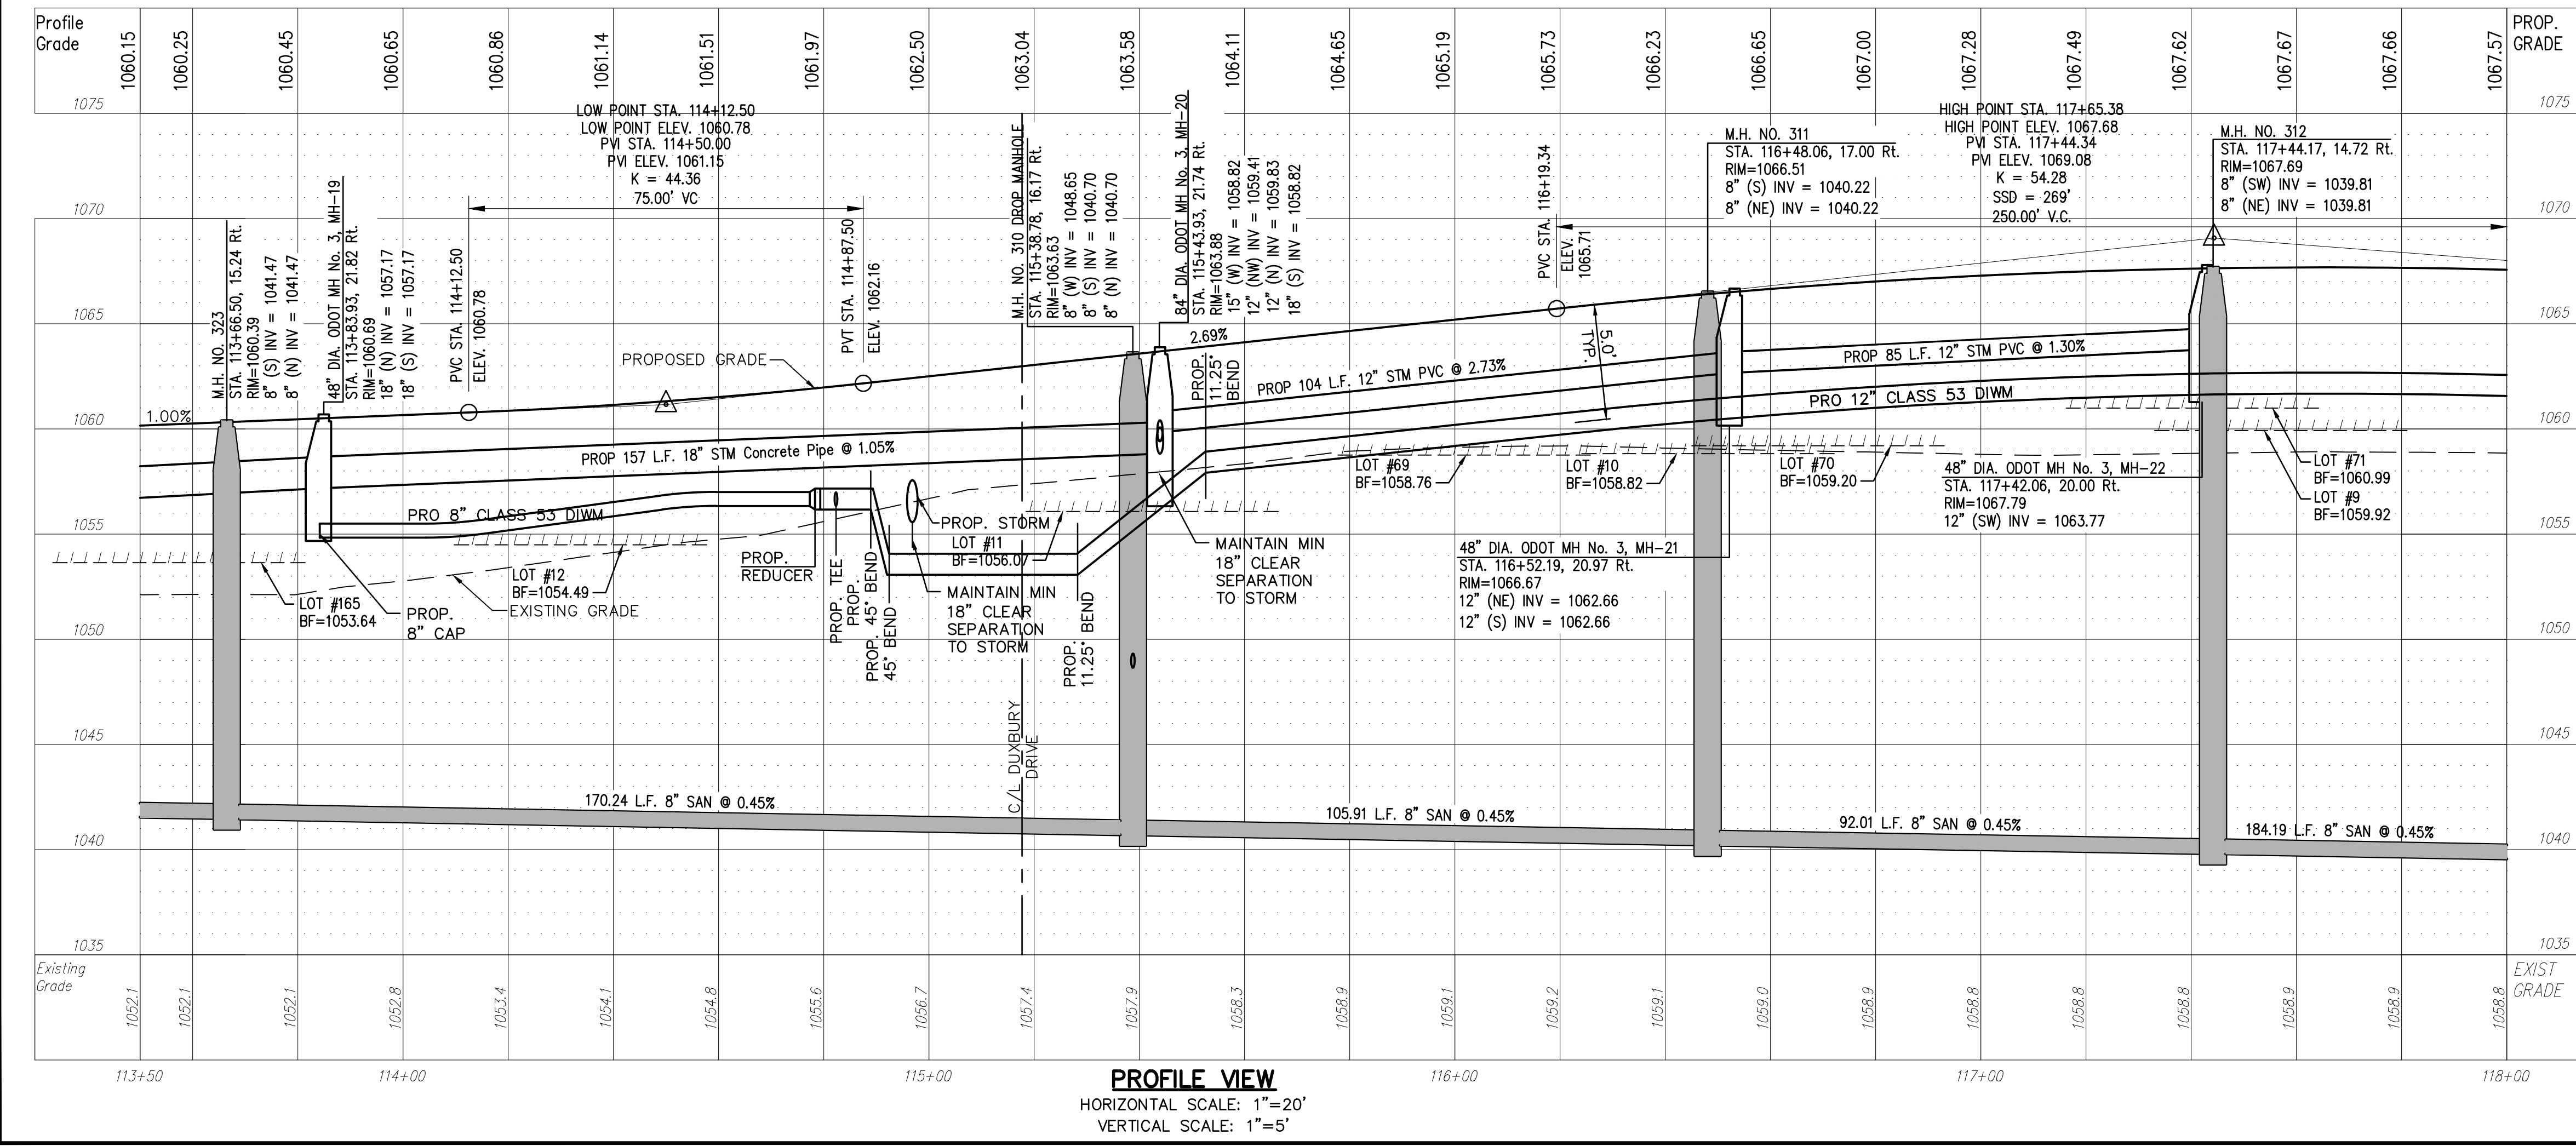 Profile
Grade
1060.15
1060.25
1060.45
1060.65
1060.86
1061.14
1061.51
1061.97
1062.50
1063.04
1063.58
1064.11
1064.65
1065.19
1065.73
1066.23
1066.65
1067.00
1067.28
1067.49
1067.62
1067.67
1067.66
1067.57
PROP.
GRADE
1075
1070
1065
1060
1055
1050
1045
1040
1035
LOW POINT STA. 114+12.50
LOW POINT ELEV. 1060.78
PVI STA. 114+50.00
PVI ELEV. 1061.15
K = 44.36
75.00' VC
M.H. NO. 323
STA. 113+66.50, 15.24 Rt.
RIM=1060.39
8" (S) INV = 1041.47
8" (N) INV = 1041.47
48" DIA. ODOT MH No. 3, MH-19
STA. 113+83.93, 21.82 Rt.
RIM=1060.69
18" (N) INV = 1057.17
18" (S) INV = 1057.17
PVC STA. 114+12.50
ELEV. 1060.78
PROPOSED GRADE
PVT STA. 114+87.50
ELEV. 1062.16
M.H. NO. 310 DROP MANHOLE
STA. 115+38.78, 16.17 Rt.
RIM=1063.63
8" (W) INV = 1048.65
8" (S) INV = 1040.70
8" (N) INV = 1040.70
84" DIA. ODOT MH No. 3, MH-20
STA. 115+43.93, 21.74 Rt.
RIM=1063.88
15" (W) INV = 1058.82
12" (NW) INV = 1059.41
12" (N) INV = 1059.83
18" (S) INV = 1058.82
PVC STA. 116+19.34
ELEV.
1065.71
M.H. NO. 311
STA. 116+48.06, 17.00 Rt.
RIM=1066.51
8" (S) INV = 1040.22
8" (NE) INV = 1040.22
HIGH POINT STA. 117+65.38
HIGH POINT ELEV. 1067.68
PVI STA. 117+44.34
PVI ELEV. 1069.08
K = 54.28
SSD = 269'
250.00' V.C.
M.H. NO. 312
STA. 117+44.17, 14.72 Rt.
RIM=1067.69
8" (SW) INV = 1039.81
8" (NE) INV = 1039.81
1.00%
2.69%
PROP.
11.25°
BEND
5.0'
TYP.
PROP 157 L.F. 18" STM Concrete Pipe @ 1.05%
PROP 104 L.F. 12" STM PVC @ 2.73%
PROP 85 L.F. 12" STM PVC @ 1.30%
PRO 12" CLASS 53 DIWM
PRO 8" CLASS 53 DIWM
LOT #165
BF=1053.64
PROP.
8" CAP
LOT #12
BF=1054.49
EXISTING GRADE
PROP.
REDUCER
PROP. TEE
PROP.
PROP. 45° BEND
45° BEND
PROP. STORM
LOT #11
BF=1056.07
MAINTAIN MIN
18" CLEAR
SEPARATION
TO STORM
PROP.
11.25° BEND
MAINTAIN MIN
18" CLEAR
SEPARATION
TO STORM
LOT #69
BF=1058.76
LOT #10
BF=1058.82
LOT #70
BF=1059.20
48" DIA. ODOT MH No. 3, MH-21
STA. 116+52.19, 20.97 Rt.
RIM=1066.67
12" (NE) INV = 1062.66
12" (S) INV = 1062.66
48" DIA. ODOT MH No. 3, MH-22
STA. 117+42.06, 20.00 Rt.
RIM=1067.79
12" (SW) INV = 1063.77
LOT #71
BF=1060.99
LOT #9
BF=1059.92
C/L DUXBURY
DRIVE
170.24 L.F. 8" SAN @ 0.45%
105.91 L.F. 8" SAN @ 0.45%
92.01 L.F. 8" SAN @ 0.45%
184.19 L.F. 8" SAN @ 0.45%
1075
1070
1065
1060
1055
1050
1045
1040
1035
Existing
Grade
1052.1
1052.1
1052.1
1052.8
1053.4
1054.1
1054.8
1055.6
1056.7
1057.4
1057.9
1058.3
1058.9
1059.1
1059.2
1059.1
1059.0
1058.9
1058.8
1058.8
1058.8
1058.9
1058.9
1058.8
EXIST
GRADE
113+50
114+00
115+00
116+00
117+00
118+00
PROFILE VIEW
HORIZONTAL SCALE: 1"=20'
VERTICAL SCALE: 1"=5'